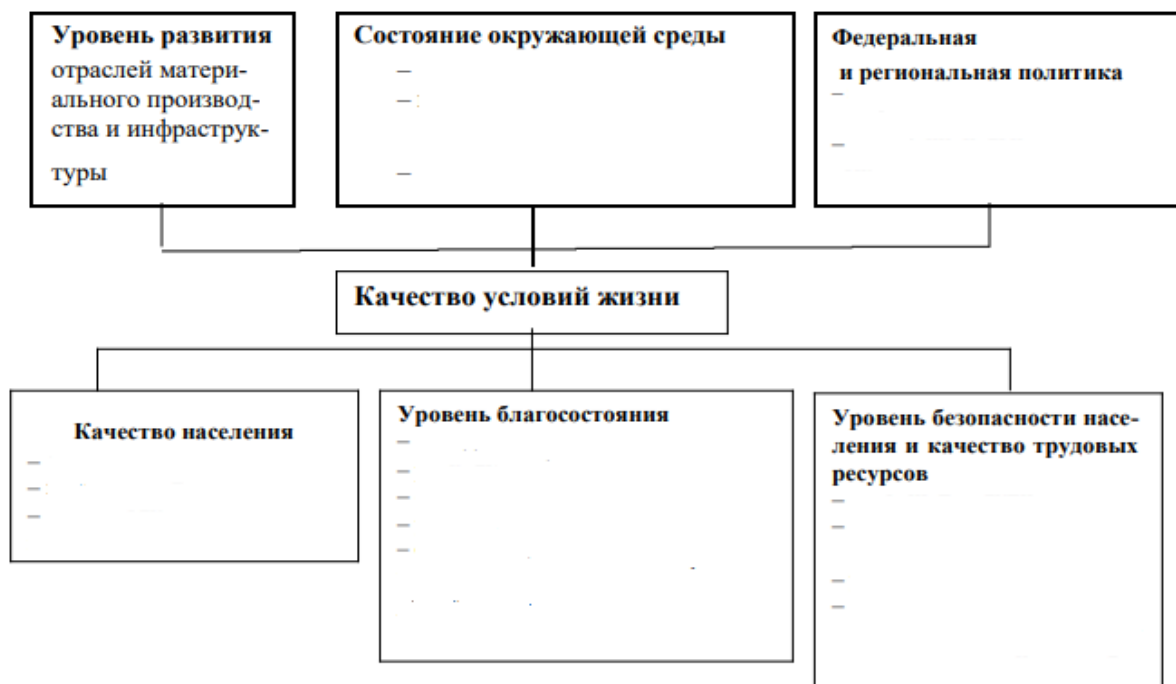 Уровень развития
отраслей матери-
ального производ-
ства и инфраструк-
туры
Состояние окружающей среды
–
–
–
Федеральная
и региональная политика
–
–
Качество условий жизни
Качество населения
–
–
–
Уровень благосостояния
–
–
–
–
–
Уровень безопасности насе-
ления и качество трудовых
ресурсов
–
–
–
–